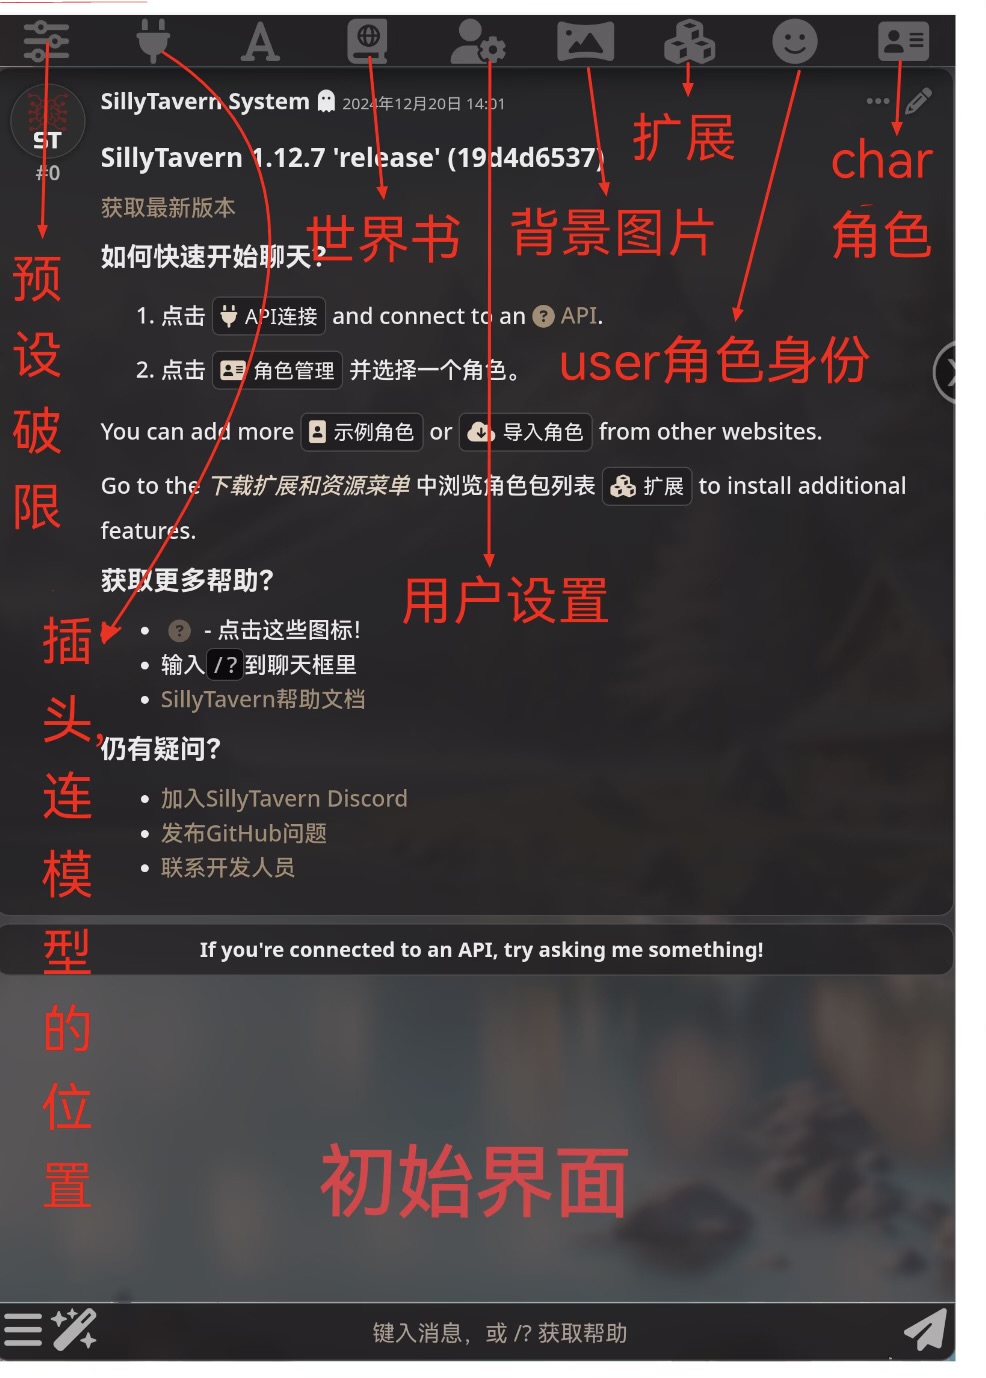 SillyTavern System 2024年12月20日 14:01
ST
#0
SillyTavern 1.12.7 'release' (19d4d6537)
获取最新版本
如何快速开始聊天?
1. 点击 API连接 and connect to an ? API.
2. 点击 角色管理 并选择一个角色。
You can add more 示例角色 or 导入角色 from other websites.
Go to the 下载扩展和资源菜单 中浏览角色包列表 扩展 to install additional
features.
获取更多帮助?
• ? - 点击这些图标!
• 输入 /? 到聊天框里
• SillyTavern帮助文档
仍有疑问?
• 加入SillyTavern Discord
• 发布GitHub问题
• 联系开发人员
If you're connected to an API, try asking me something!
键入消息，或 /? 获取帮助
预设破限
插头,连模型的位置
世界书
用户设置
背景图片
扩展
user角色身份
char
角色
初始界面